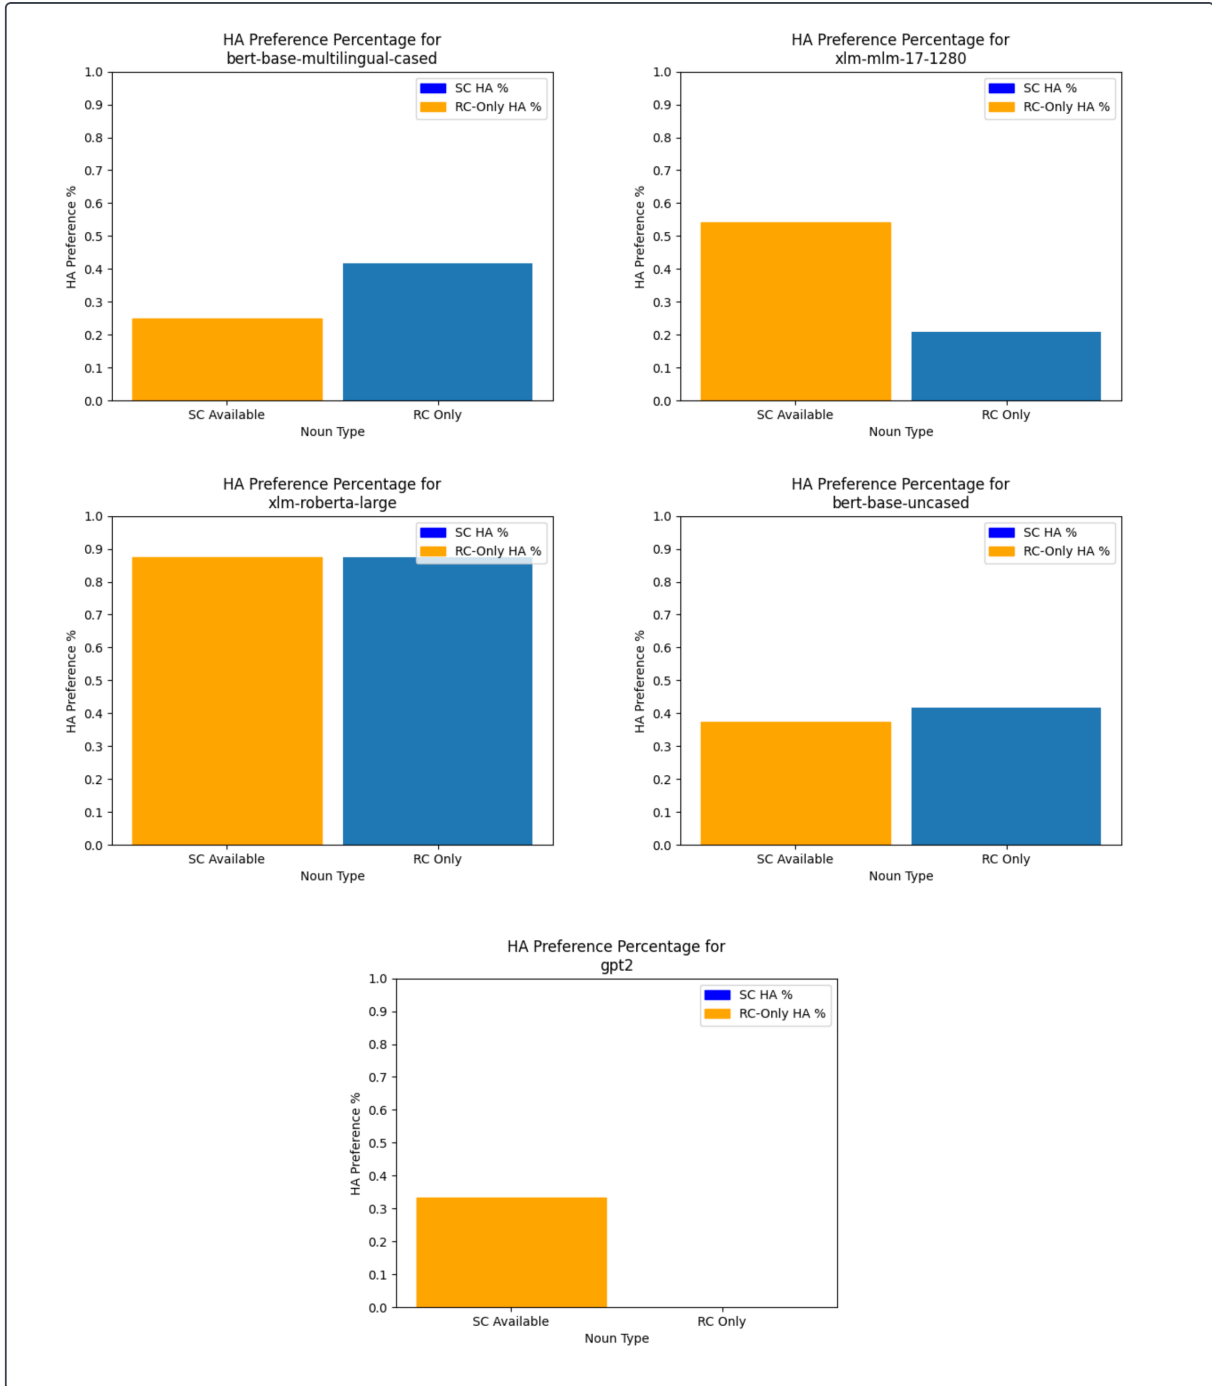 HA Preference Percentage for
bert-base-multilingual-cased
1.0
0.9
0.8
0.7
0.6
0.5
0.4
0.3
0.2
0.1
0.0
HA Preference %
SC HA %
RC-Only HA %
SC Available
RC Only
Noun Type
HA Preference Percentage for
xlm-mlm-17-1280
1.0
0.9
0.8
0.7
0.6
0.5
0.4
0.3
0.2
0.1
0.0
HA Preference %
SC HA %
RC-Only HA %
SC Available
RC Only
Noun Type
HA Preference Percentage for
xlm-roberta-large
1.0
0.9
0.8
0.7
0.6
0.5
0.4
0.3
0.2
0.1
0.0
HA Preference %
SC HA %
RC-Only HA %
SC Available
RC Only
Noun Type
HA Preference Percentage for
bert-base-uncased
1.0
0.9
0.8
0.7
0.6
0.5
0.4
0.3
0.2
0.1
0.0
HA Preference %
SC HA %
RC-Only HA %
SC Available
RC Only
Noun Type
HA Preference Percentage for
gpt2
1.0
0.9
0.8
0.7
0.6
0.5
0.4
0.3
0.2
0.1
0.0
HA Preference %
SC HA %
RC-Only HA %
SC Available
RC Only
Noun Type